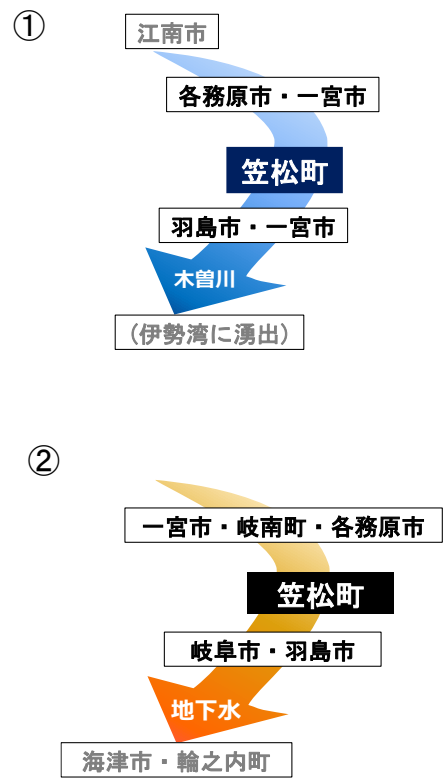 ①
江南市
各務原市・一宮市
笠松町
羽島市・一宮市
木曽川
(伊勢湾に湧出)
②
一宮市・岐南町・各務原市
笠松町
岐阜市・羽島市
地下水
海津市・輪之内町